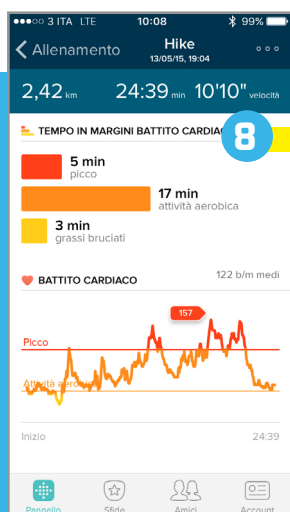 3 ITA LTE 10:08 99%
Allenamento Hike
13/05/15, 19:04
2,42 km 24:39 min 10'10" velocità
8
TEMPO IN MARGINI BATTITO
5 min
picco
17 min
attività aerobica
3 min
grassi bruciati
BATTITO CARDIACO 122 b/m medi
157
Picco
Attività aerobica
Inizio 24:39
Pannello Sfide Amici Account